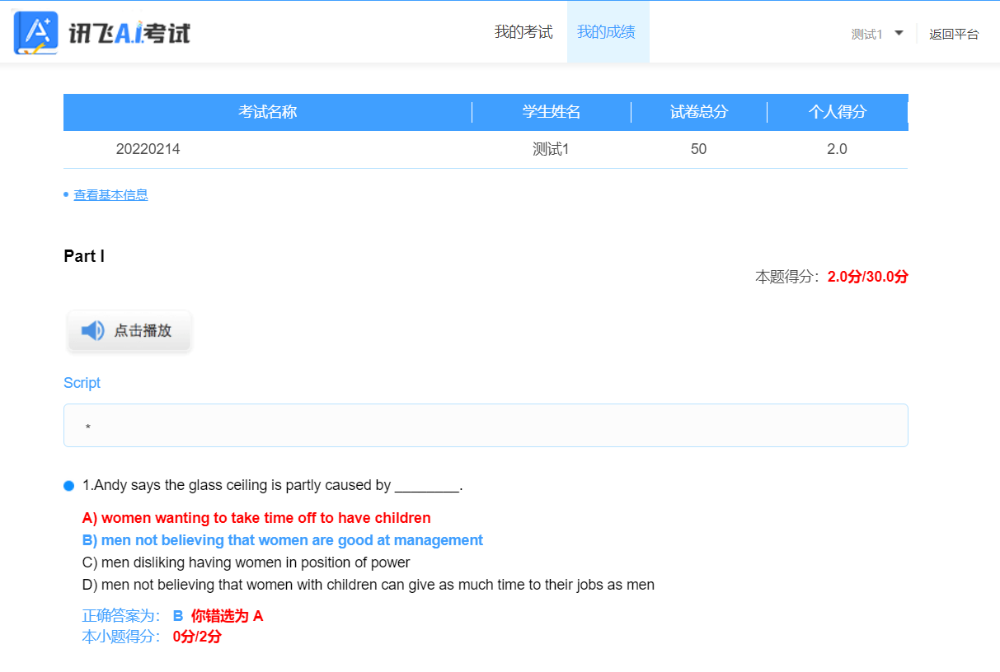 讯飞A.I.考试
我的考试 我的成绩 测试1 返回平台
考试名称 学生姓名 试卷总分 个人得分
20220214 测试1 50 2.0
查看基本信息
Part I
本题得分： 2.0分/30.0分
点击播放
Script
*
1.Andy says the glass ceiling is partly caused by ________.
A) women wanting to take time off to have children
B) men not believing that women are good at management
C) men disliking having women in position of power
D) men not believing that women with children can give as much time to their jobs as men
正确答案为： B 你错选为 A
本小题得分： 0分/2分